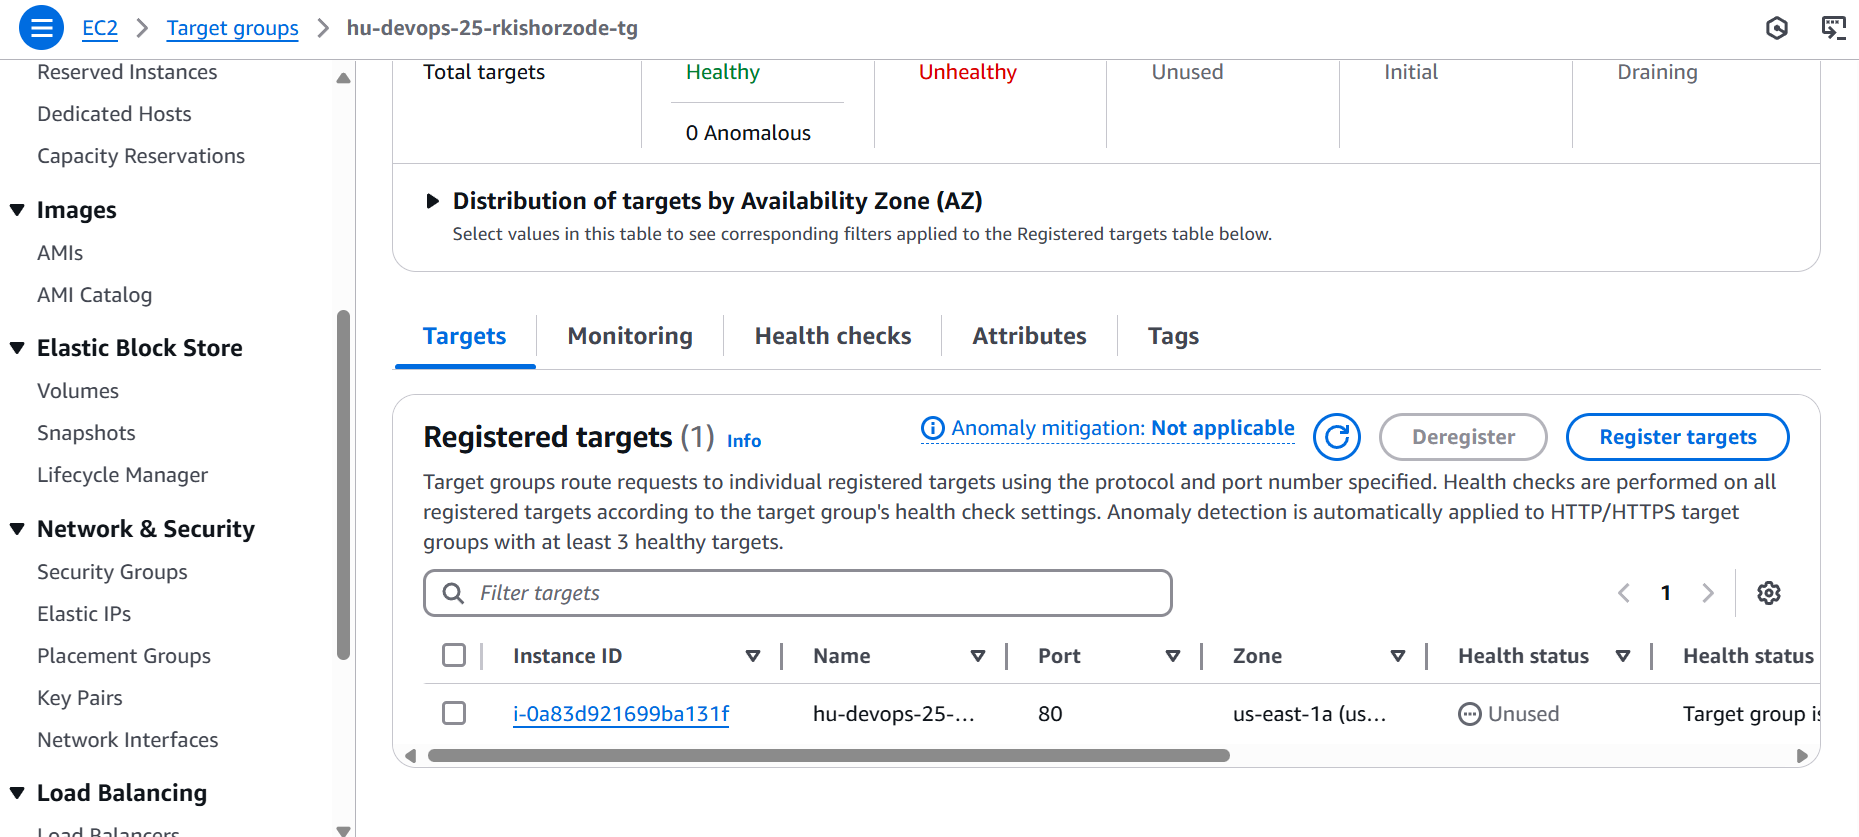 EC2 > Target groups > hu-devops-25-rkishorzode-tg
Reserved Instances
Dedicated Hosts
Capacity Reservations
Images
AMIs
AMI Catalog
Elastic Block Store
Volumes
Snapshots
Lifecycle Manager
Network & Security
Security Groups
Elastic IPs
Placement Groups
Key Pairs
Network Interfaces
Load Balancing
Load Balancers
Total targets
Healthy
Unhealthy
Unused
Initial
Draining
0 Anomalous
Distribution of targets by Availability Zone (AZ)
Select values in this table to see corresponding filters applied to the Registered targets table below.
Targets
Monitoring
Health checks
Attributes
Tags
Registered targets (1) Info
Anomaly mitigation: Not applicable
Deregister
Register targets
Target groups route requests to individual registered targets using the protocol and port number specified. Health checks are performed on all
registered targets according to the target group's health check settings. Anomaly detection is automatically applied to HTTP/HTTPS target
groups with at least 3 healthy targets.
Filter targets
1
Instance ID Name Port Zone Health status Health status
i-0a83d921699ba131f hu-devops-25-... 80 us-east-1a (us... Unused Target group is